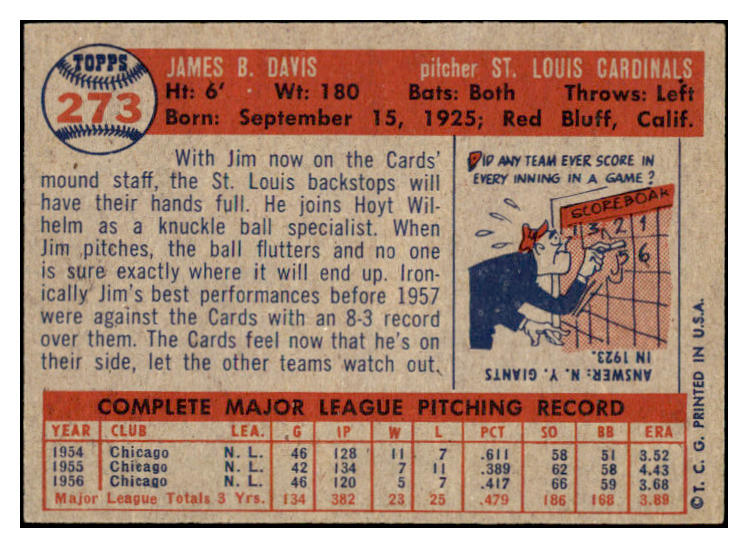 TOPPS
273
JAMES B. DAVIS pitcher ST. LOUIS CARDINALS
Ht: 6' · Wt: 180 Bats: Both Throws: Left
Born: September 15, 1925; Red Bluff, Calif.
With Jim now on the Cards'
mound staff, the St. Louis backstops will
have their hands full. He joins Hoyt Wil-
helm as a knuckle ball specialist. When
Jim pitches, the ball flutters and no one
is sure exactly where it will end up. Iron-
ically Jim's best performances before 1957
were against the Cards with an 8-3 record
over them. The Cards feel now that he's on
their side, let the other teams watch out.
DID ANY TEAM EVER SCORE IN
EVERY INNING IN A GAME?
SCOREBOAR
1 3 2 1
5 6
ANSWER: N. Y. GIANTS
IN 1923.
COMPLETE MAJOR LEAGUE PITCHING RECORD
YEAR CLUB LEA. G IP W L PCT SO BB ERA
1954 Chicago N. L. 46 128 11 7 .611 58 51 3.52
1955 Chicago N. L. 42 134 7 11 .389 62 58 4.43
1956 Chicago N. L. 46 120 5 7 .417 66 59 3.68
Major League Totals 3 Yrs. 134 382 23 25 .479 186 168 3.89
© T. C. G. PRINTED IN U.S.A.